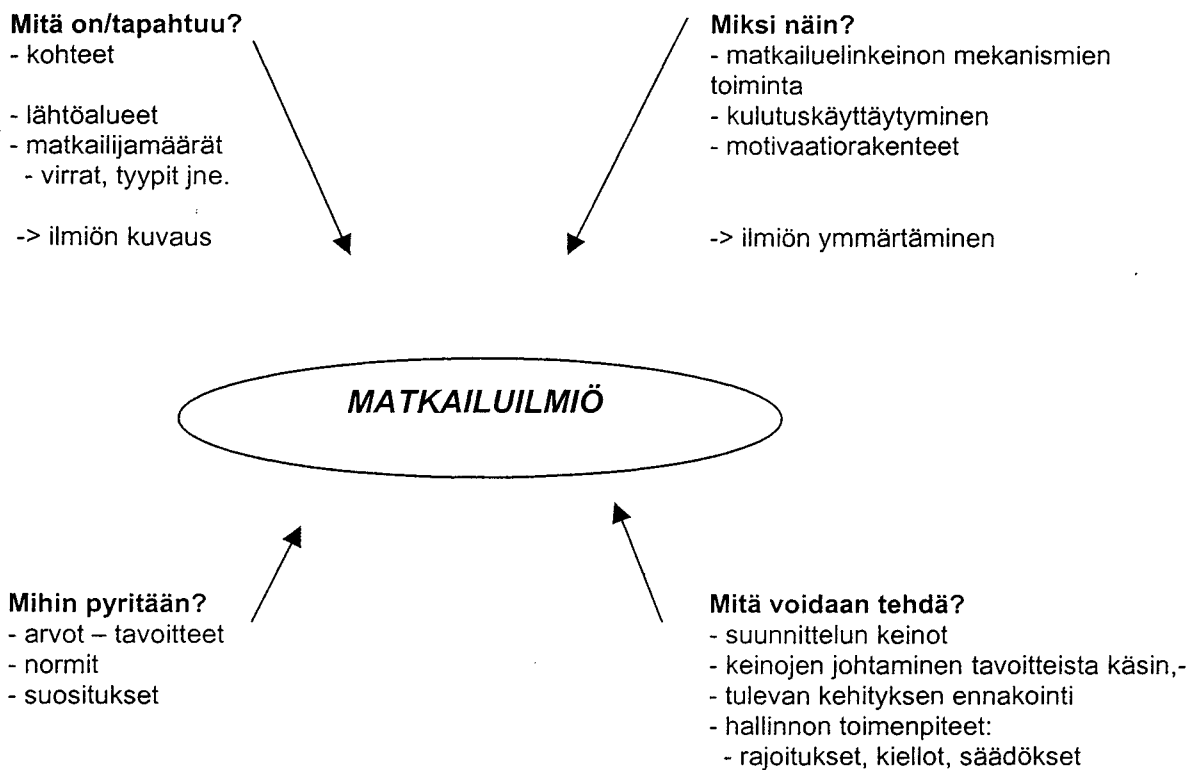 Mitä on/tapahtuu?
- kohteet
- lähtöalueet
- matkailijamäärät
- virrat, tyypit jne.
-> ilmiön kuvaus
Miksi näin?
- matkailuelinkeinon mekanismien
toiminta
- kulutuskäyttäytyminen
- motivaatiorakenteet
-> ilmiön ymmärtäminen
MATKAILUILMIÖ
Mihin pyritään?
- arvot – tavoitteet
- normit
- suositukset
Mitä voidaan tehdä?
- suunnittelun keinot
- keinojen johtaminen tavoitteista käsin,-
- tulevan kehityksen ennakointi
- hallinnon toimenpiteet:
- rajoitukset, kiellot, säädökset